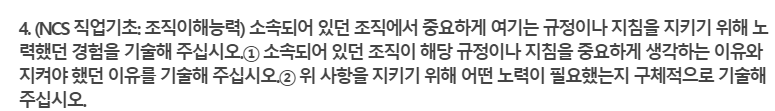 4. (NCS 직업기초: 조직이해능력) 소속되어 있던 조직에서 중요하게 여기는 규정이나 지침을 지키기 위해 노
력했던 경험을 기술해 주십시오.① 소속되어 있던 조직이 해당 규정이나 지침을 중요하게 생각하는 이유와
지켜야 했던 이유를 기술해 주십시오.② 위 사항을 지키기 위해 어떤 노력이 필요했는지 구체적으로 기술해
주십시오.